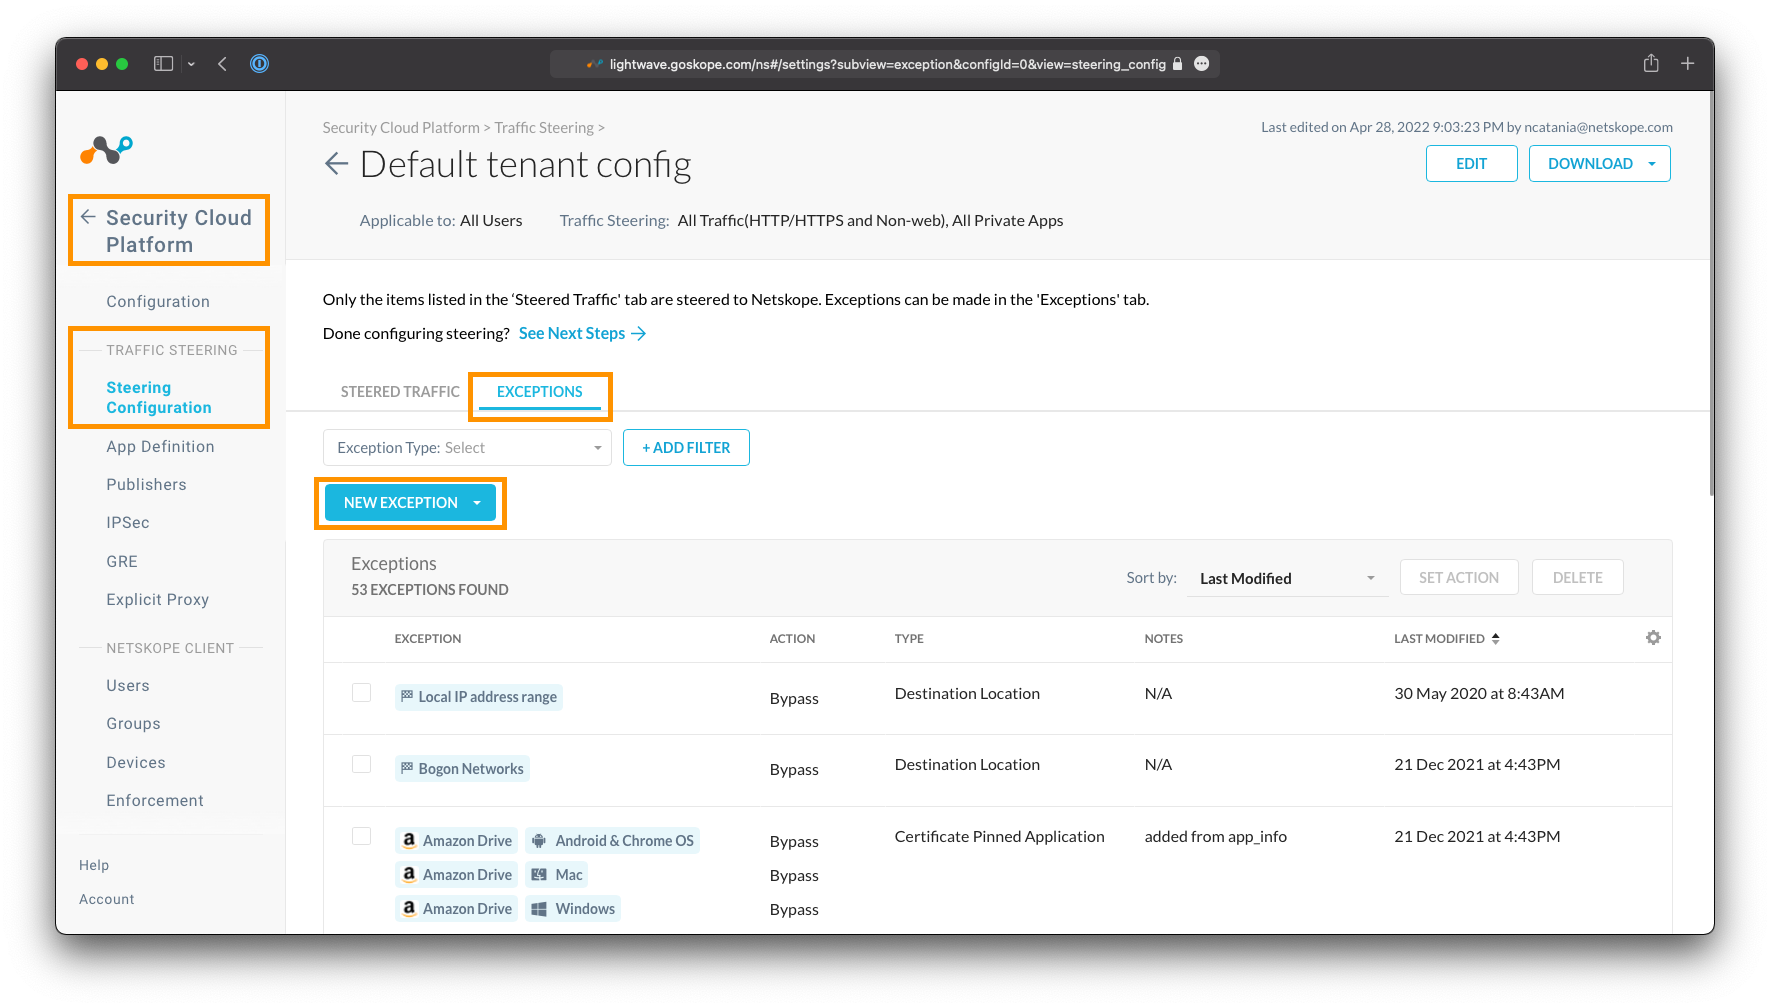 lightwave.goskope.com/ns#/settings?subview=exception&configId=0&view=steering_config
Security Cloud Platform > Traffic Steering >
Last edited on Apr 28, 2022 9:03:23 PM by ncatania@netskope.com
Default tenant config
EDIT
DOWNLOAD
Applicable to: All Users
Traffic Steering: All Traffic(HTTP/HTTPS and Non-web), All Private Apps
Security Cloud
Platform
Configuration
TRAFFIC STEERING
Steering
Configuration
App Definition
Publishers
IPSec
GRE
Explicit Proxy
NETSKOPE CLIENT
Users
Groups
Devices
Enforcement
Help
Account
Only the items listed in the ‘Steered Traffic' tab are steered to Netskope. Exceptions can be made in the 'Exceptions' tab.
Done configuring steering? See Next Steps →
STEERED TRAFFIC
EXCEPTIONS
Exception Type: Select
+ ADD FILTER
NEW EXCEPTION
Exceptions
53 EXCEPTIONS FOUND
Sort by: Last Modified
SET ACTION
DELETE
EXCEPTION ACTION TYPE NOTES LAST MODIFIED
Local IP address range Bypass Destination Location N/A 30 May 2020 at 8:43AM
Bogon Networks Bypass Destination Location N/A 21 Dec 2021 at 4:43PM
Amazon Drive Android & Chrome OS Bypass Certificate Pinned Application added from app_info 21 Dec 2021 at 4:43PM
Amazon Drive Mac Bypass
Amazon Drive Windows Bypass